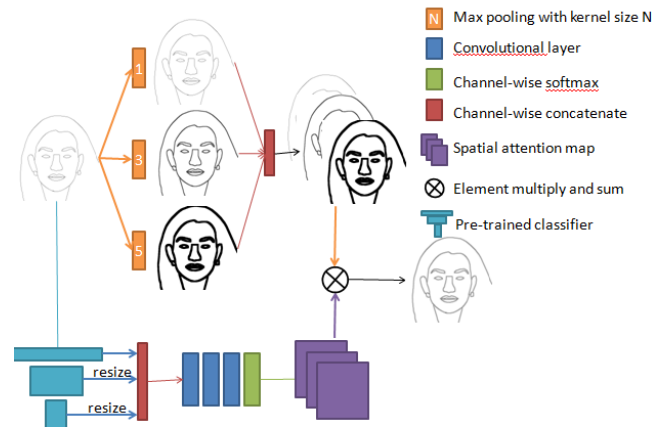 N Max pooling with kernel size N
Convolutional layer
Channel-wise softmax
Channel-wise concatenate
Spatial attention map
Element multiply and sum
Pre-trained classifier
1
3
5
resize
resize